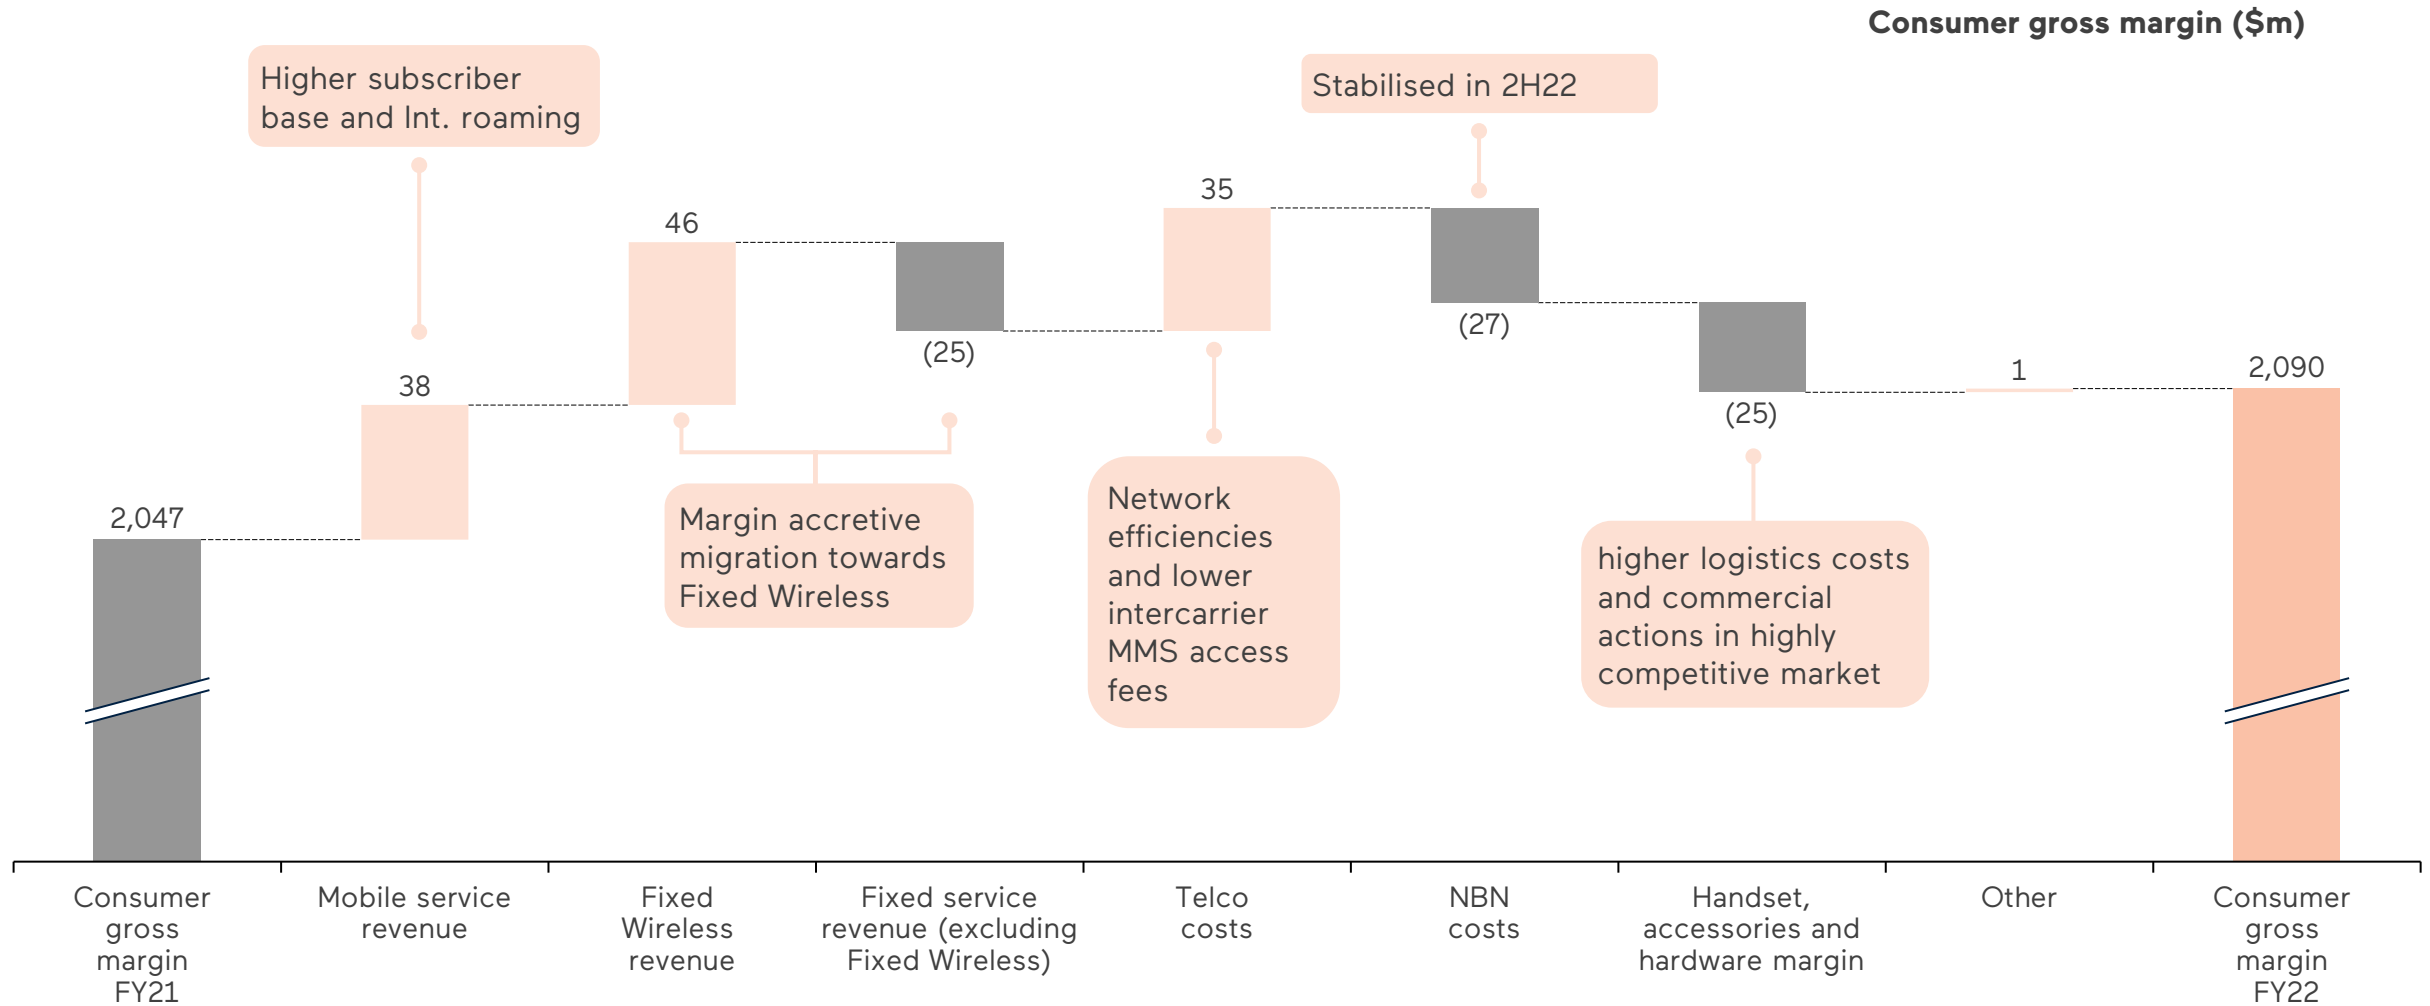 Consumer gross margin ($m)
Higher subscriber
base and Int. roaming
Stabilised in 2H22
35
46
(25)
(27)
38
(25)
1
2,090
2,047
Margin accretive
migration towards
Fixed Wireless
Network
efficiencies
and lower
intercarrier
MMS access
fees
higher logistics costs
and commercial
actions in highly
competitive market
Consumer
gross
margin
FY21
Mobile service
revenue
Fixed
Wireless
revenue
Fixed service
revenue (excluding
Fixed Wireless)
Telco
costs
NBN
costs
Handset,
accessories and
hardware margin
Other
Consumer
gross
margin
FY22